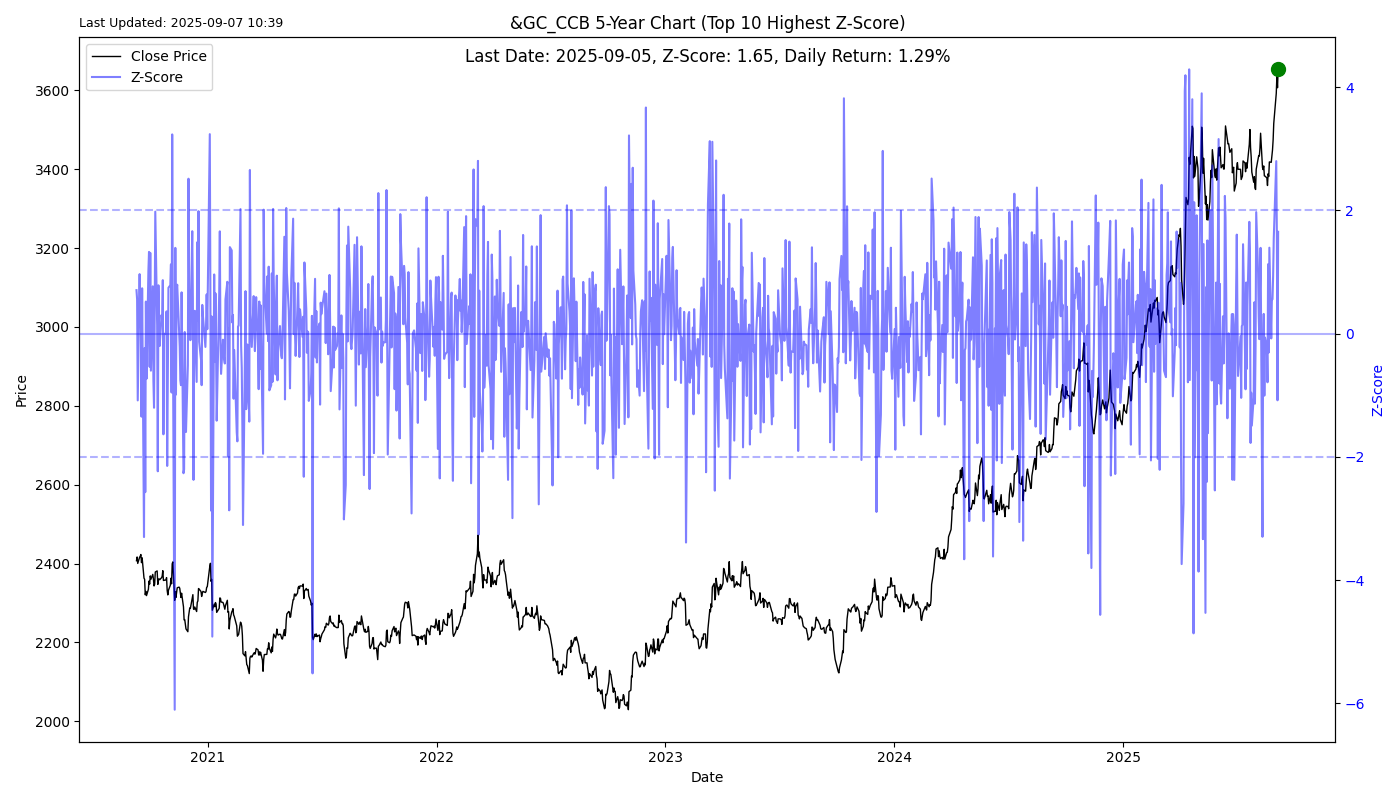 Last Updated: 2025-09-07 10:39
&GC_CCB 5-Year Chart (Top 10 Highest Z-Score)
Last Date: 2025-09-05, Z-Score: 1.65, Daily Return: 1.29%
Close Price
Z-Score
3600
3400
3200
3000
2800
2600
2400
2200
2000
Price
4
2
0
−2
−4
−6
Z-Score
2021
2022
2023
2024
2025
Date